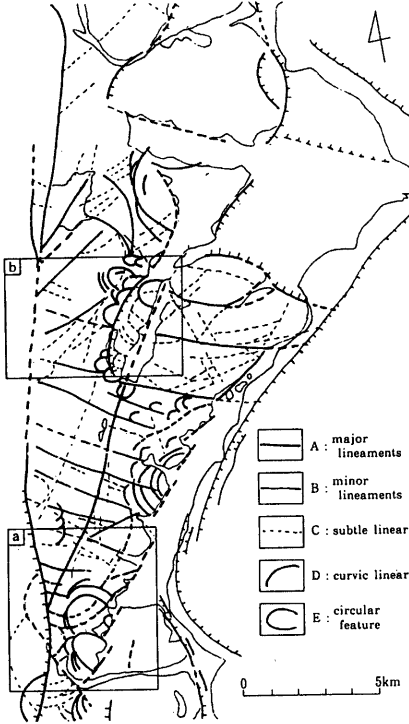 b
a
A : major
lineaments
B : minor
lineaments
C : subtle linear
D : curvic linear
E : circular
feature
0 5km